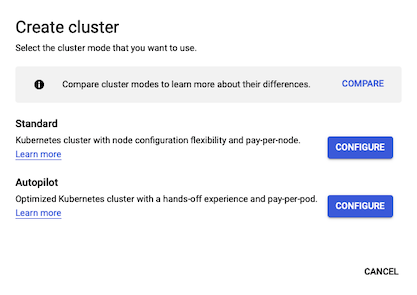 Create cluster
Select the cluster mode that you want to use.
Compare cluster modes to learn more about their differences.
COMPARE
Standard
Kubernetes cluster with node configuration flexibility and pay-per-node.
Learn more
CONFIGURE
Autopilot
Optimized Kubernetes cluster with a hands-off experience and pay-per-pod.
Learn more
CONFIGURE
CANCEL